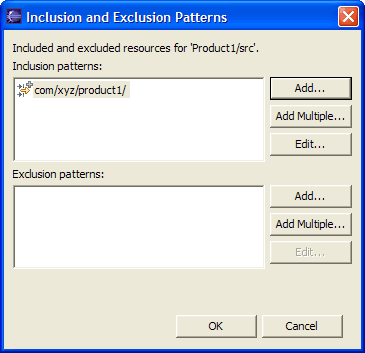 Inclusion and Exclusion Patterns
Included and excluded resources for 'Product1/src'.
Inclusion patterns:
com/xyz/product1/
Add...
Add Multiple...
Edit...
Exclusion patterns:
Add...
Add Multiple...
Edit...
OK
Cancel